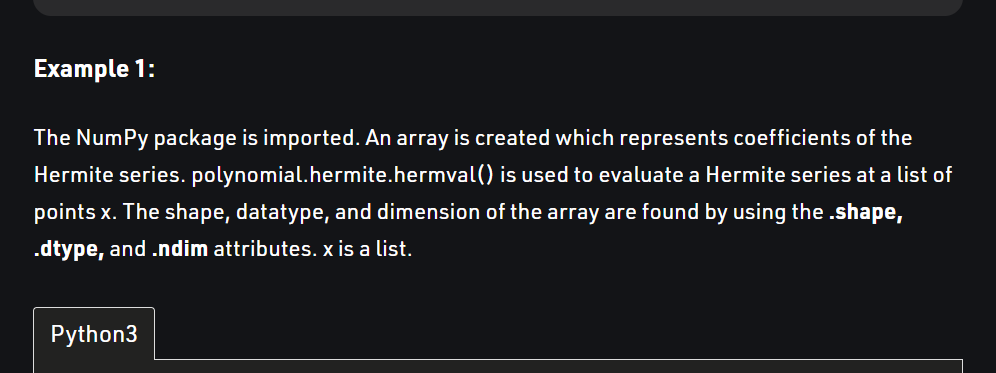 Example 1:
The NumPy package is imported. An array is created which represents coefficients of the
Hermite series. polynomial.hermite.hermval() is used to evaluate a Hermite series at a list of
points x. The shape, datatype, and dimension of the array are found by using the .shape,
.dtype, and .ndim attributes. x is a list.
Python3